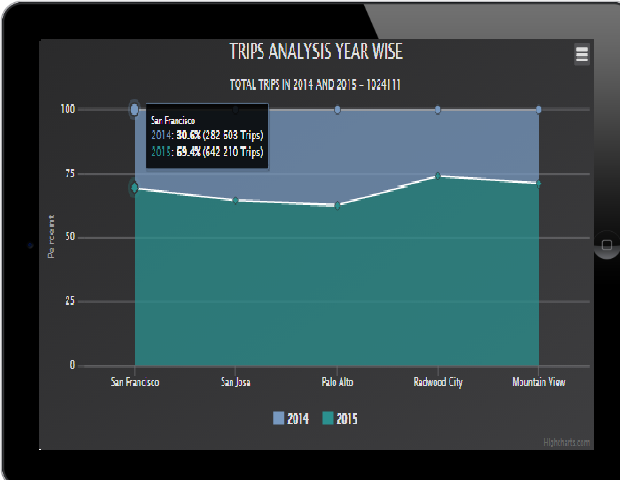 TRIPS ANALYSIS YEAR WISE
TOTAL TRIPS IN 2014 AND 2015 - 1024111
100
San Francisco
2014: 30.6% (282 503 Trips)
2015: 69.4% (642 210 Trips)
75
50
25
0
Percent
San Francisco San Jose Palo Alto Redwood City Mountain View
2014 2015
Highcharts.com